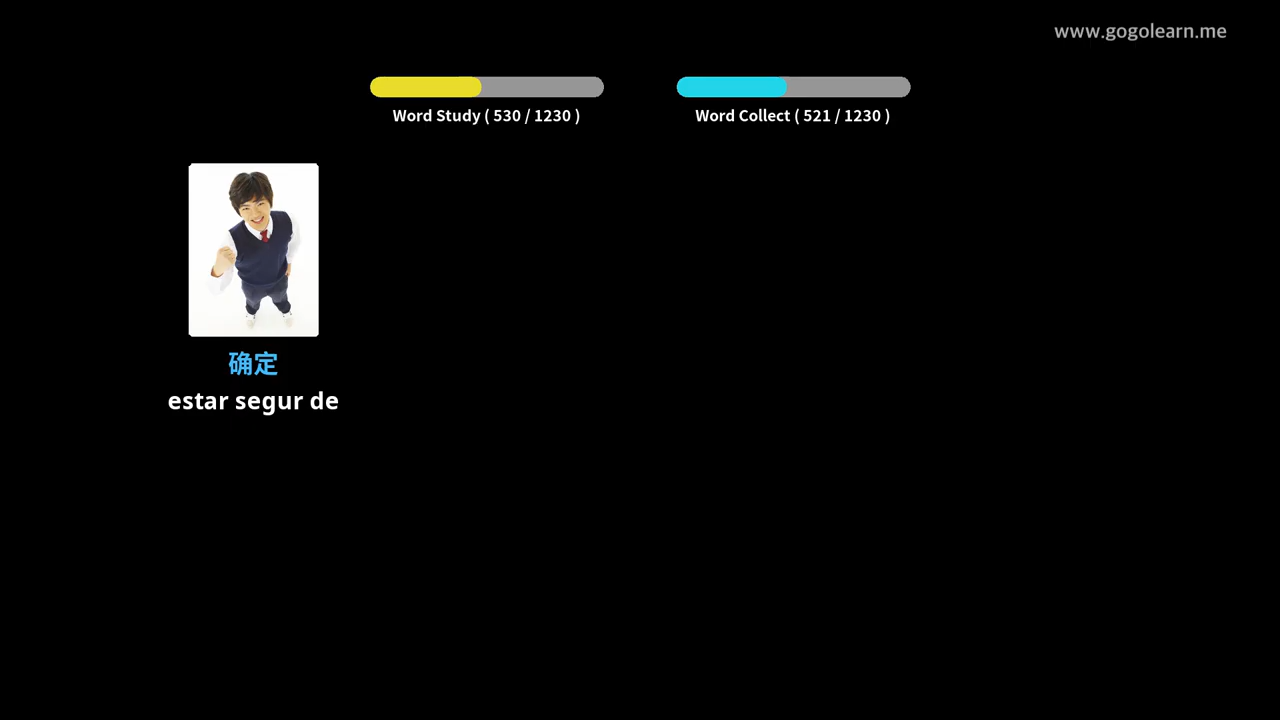 www.gogolearn.me
Word Study ( 530 / 1230 )
Word Collect ( 521 / 1230 )
确定
estar segur de